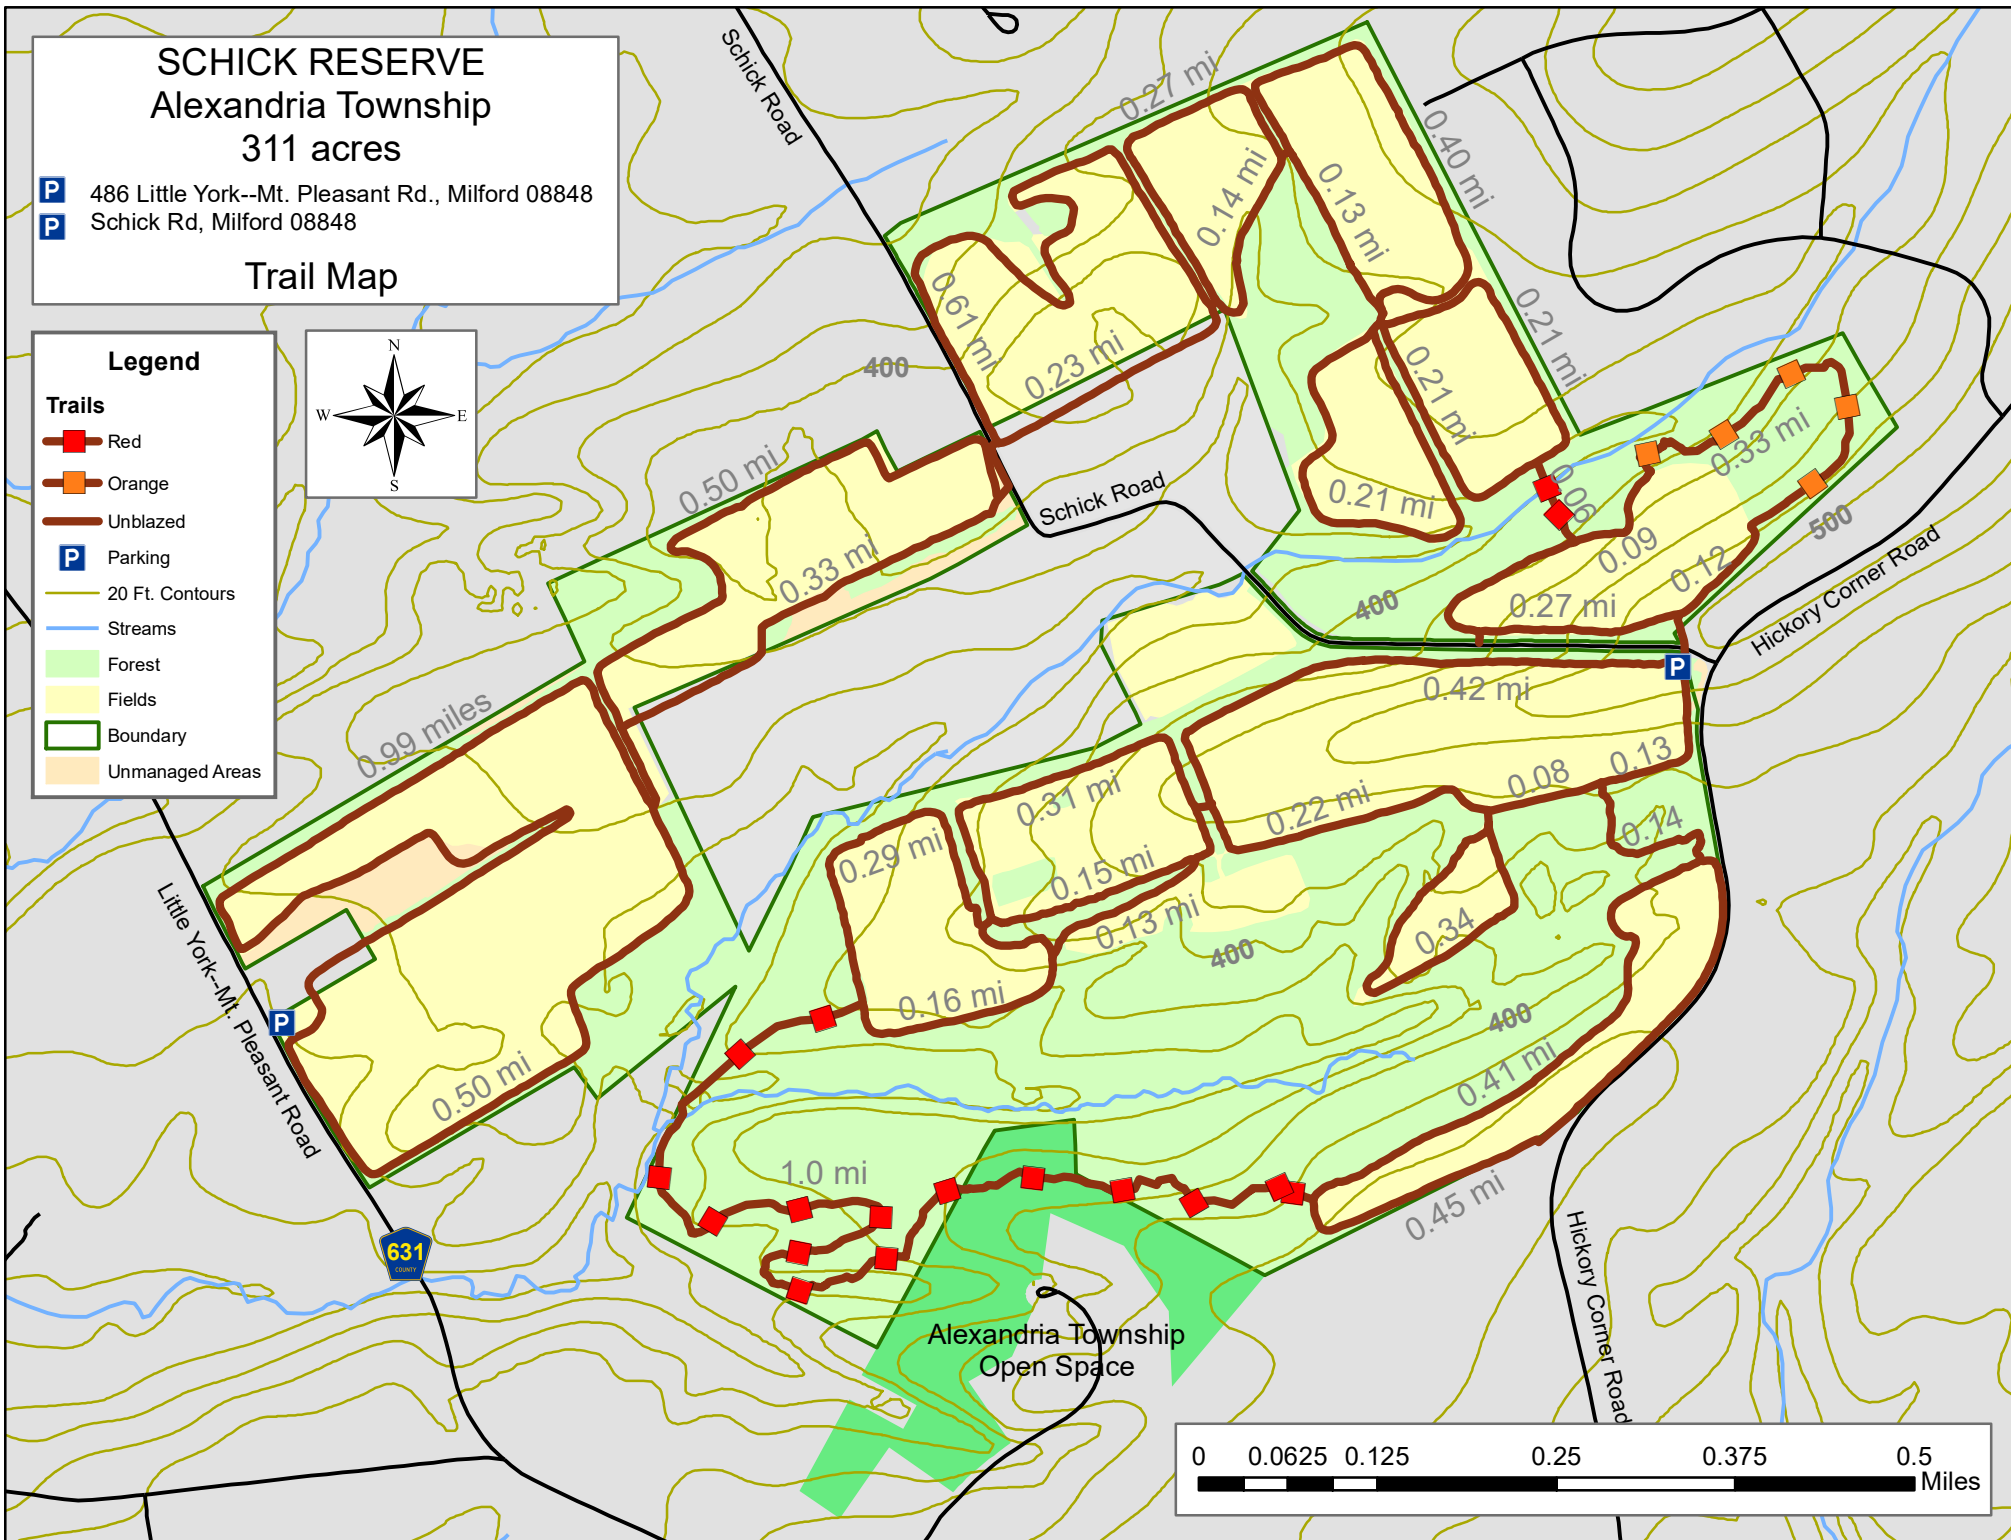 SCHICK RESERVE
Alexandria Township
311 acres
P 486 Little York--Mt. Pleasant Rd., Milford 08848
P Schick Rd, Milford 08848
Trail Map
Legend
Trails
Red
Orange
Unblazed
P Parking
20 Ft. Contours
Streams
Forest
Fields
Boundary
Unmanaged Areas
N
W E
S
Schick Road
0.27 mi
0.40 mi
0.14 mi
0.13 mi
0.61 mi
0.23 mi
400
0.21 mi
0.21 mi
0.21 mi
0.33 mi
0.06
0.50 mi
0.33 mi
Schick Road
500
0.09
0.12
0.27 mi
400
Hickory Corner Road
P
0.42 mi
0.99 miles
0.13
0.08
0.22 mi
0.14
0.31 mi
0.29 mi
0.15 mi
0.13 mi
0.34
400
0.16 mi
400
Little York--Mt. Pleasant Road
P
0.50 mi
0.41 mi
1.0 mi
0.45 mi
631
COUNTY
Hickory Corner Road
Alexandria Township
Open Space
0 0.0625 0.125 0.25 0.375 0.5
Miles